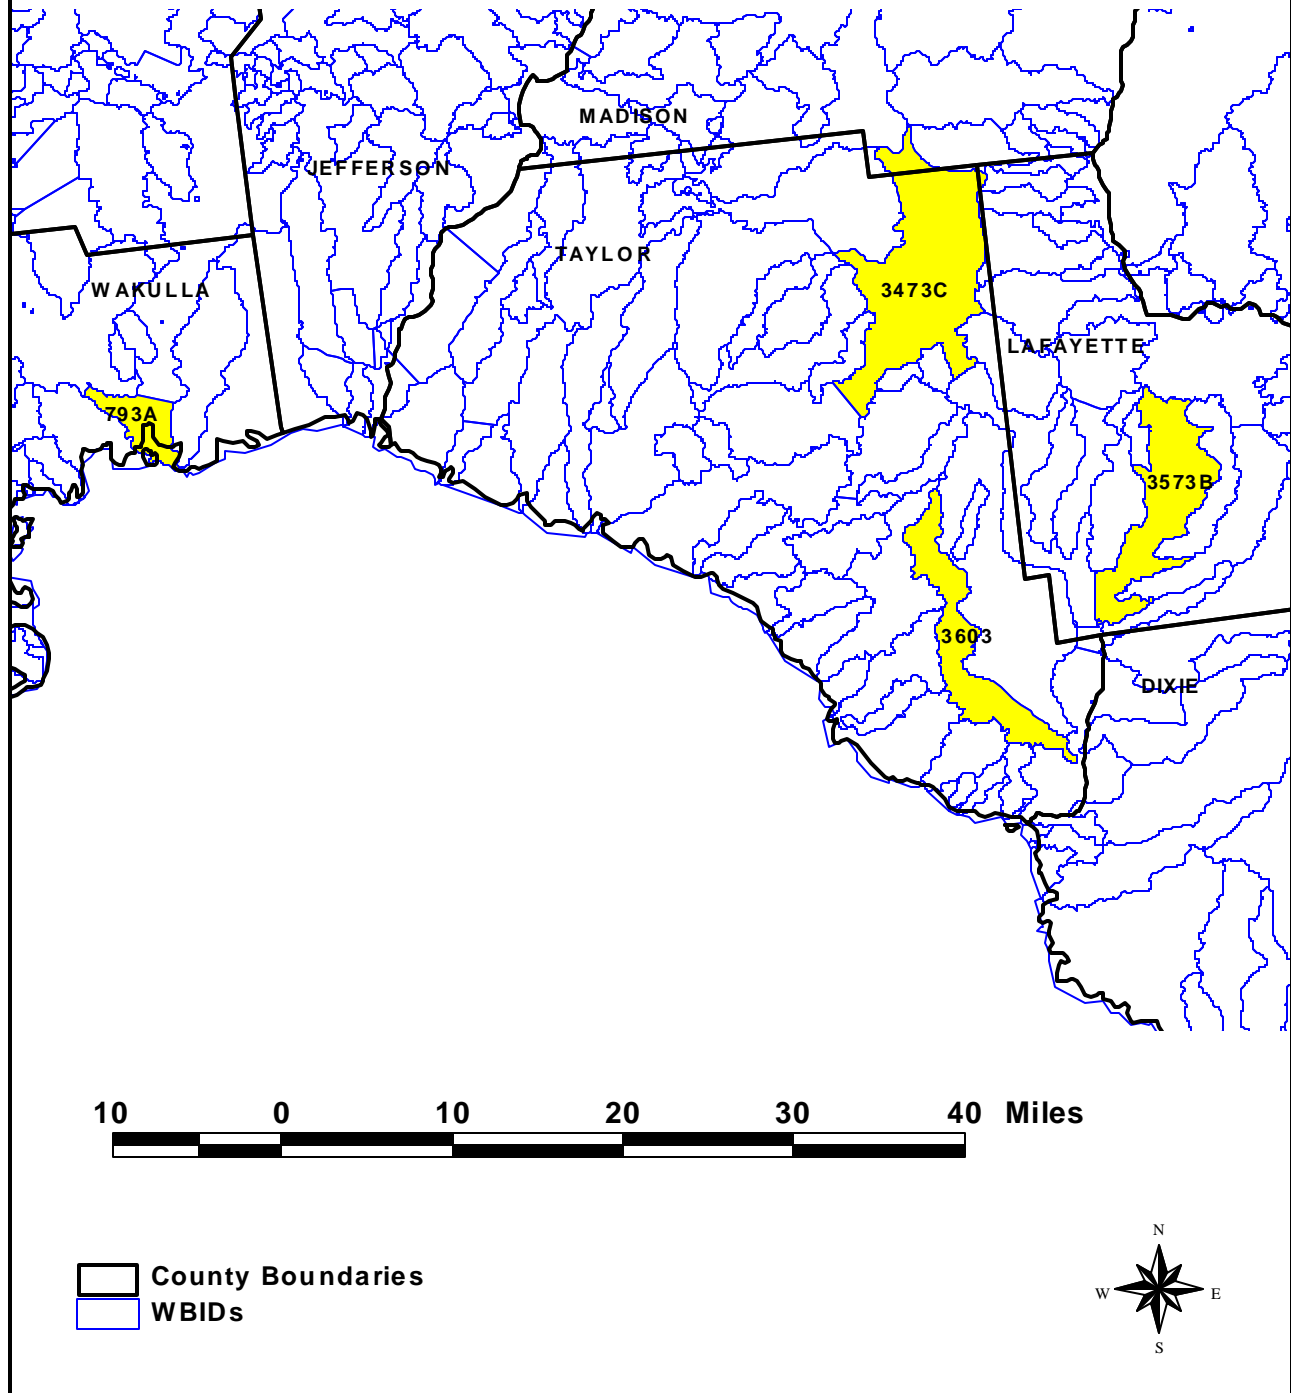 MADISON
JEFFERSON
TAYLOR
WAKULLA
3473C
LAFAYETTE
793A
3573B
3603
DIXIE
10 0 10 20 30 40 Miles
N
County Boundaries
W E
WBIDs
S